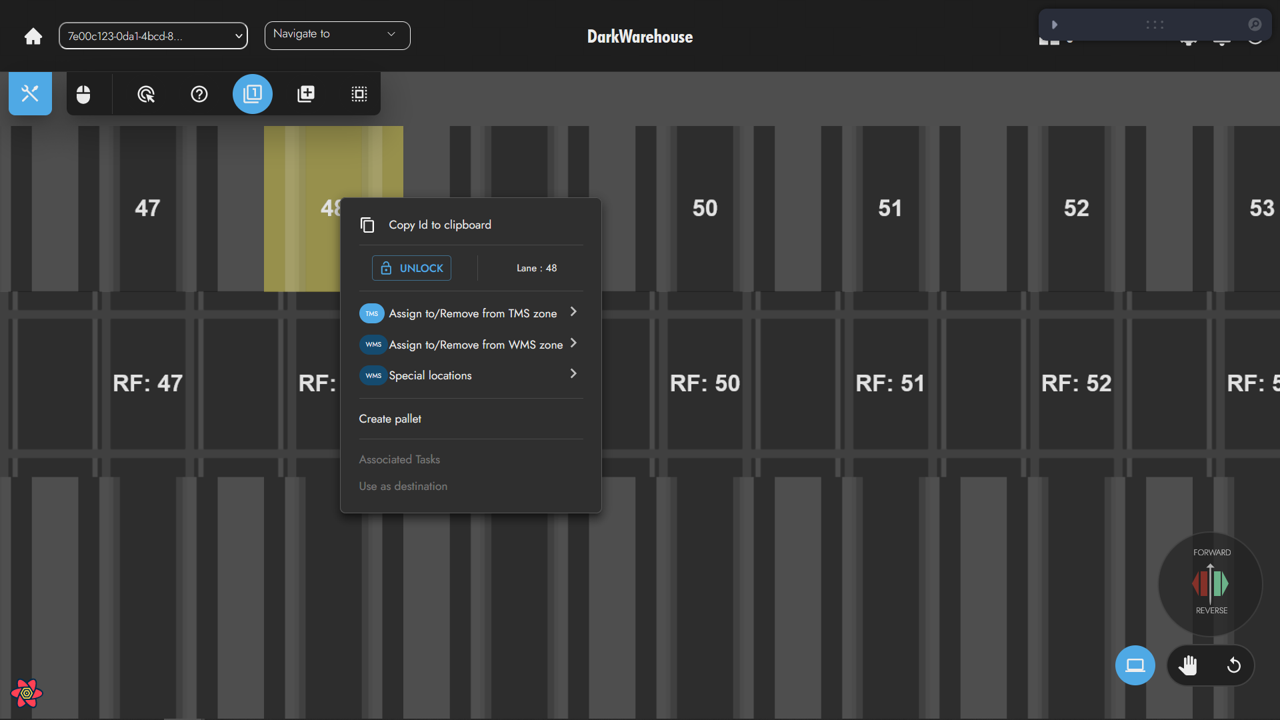 7e00c123-0da1-4bcd-8...
Navigate to
DarkWarehouse
1
47
48
50
51
52
53
Copy Id to clipboard
UNLOCK
Lane : 48
TMS Assign to/Remove from TMS zone
WMS Assign to/Remove from WMS zone
WMS Special locations
Create pallet
Associated Tasks
Use as destination
RF: 47
RF:
RF: 50
RF: 51
RF: 52
RF: 5
FORWARD
REVERSE